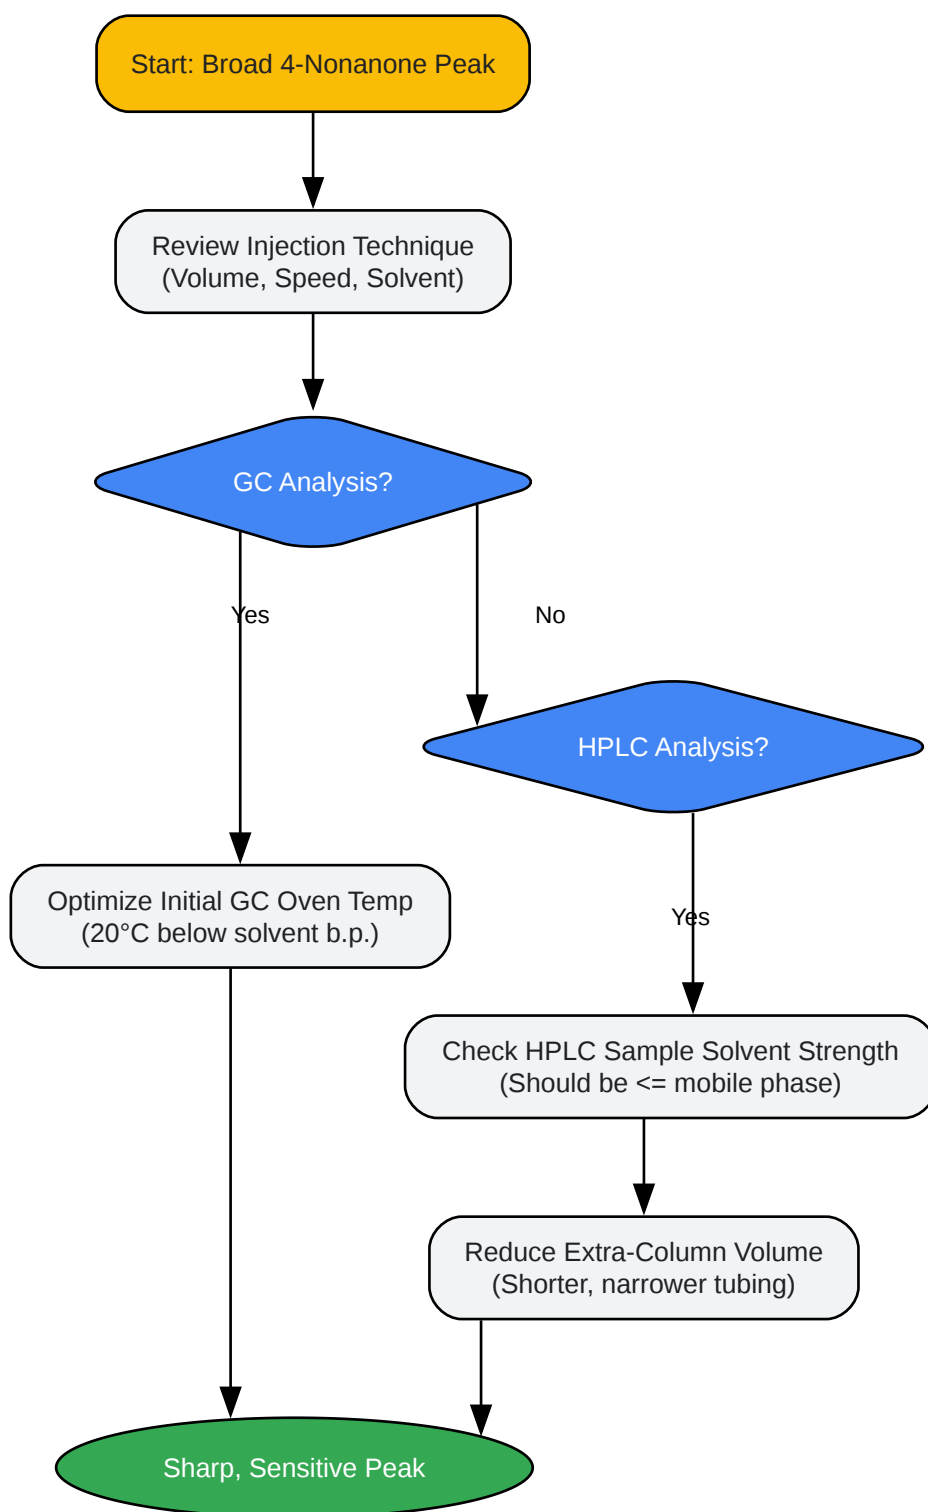 Start: Broad 4-Nonanone Peak
Review Injection Technique
(Volume, Speed, Solvent)
GC Analysis?
Yes
No
HPLC Analysis?
Optimize Initial GC Oven Temp
(20°C below solvent b.p.)
Yes
Check HPLC Sample Solvent Strength
(Should be <= mobile phase)
Reduce Extra-Column Volume
(Shorter, narrower tubing)
Sharp, Sensitive Peak